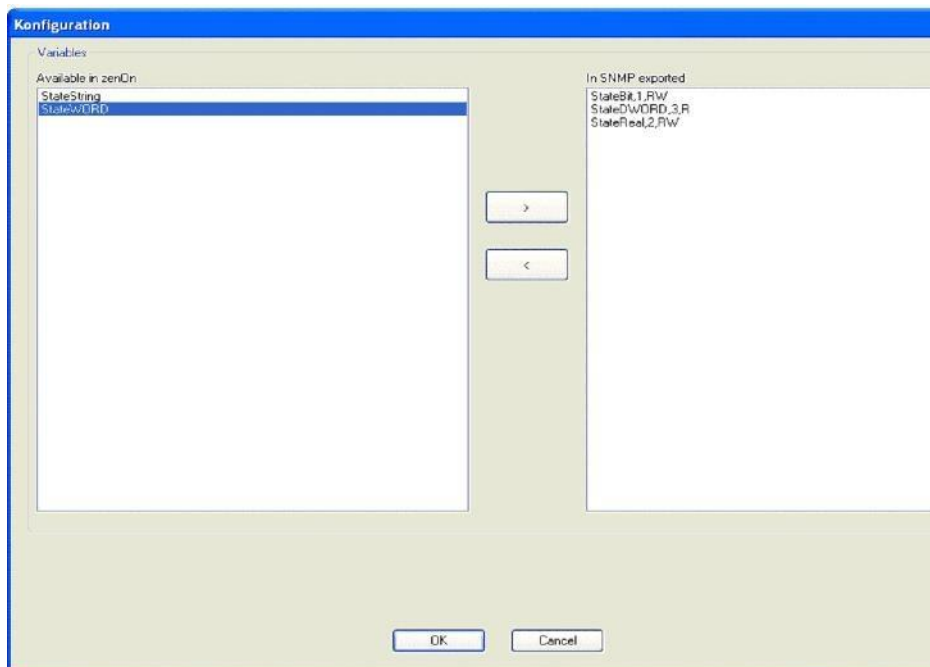 Konfiguration
Variables
Available in zenOn
In SNMP exported
StateString
StateWORD
StateBit,1,RW
StateDWORD,3,R
StateReal,2,RW
>
<
OK
Cancel